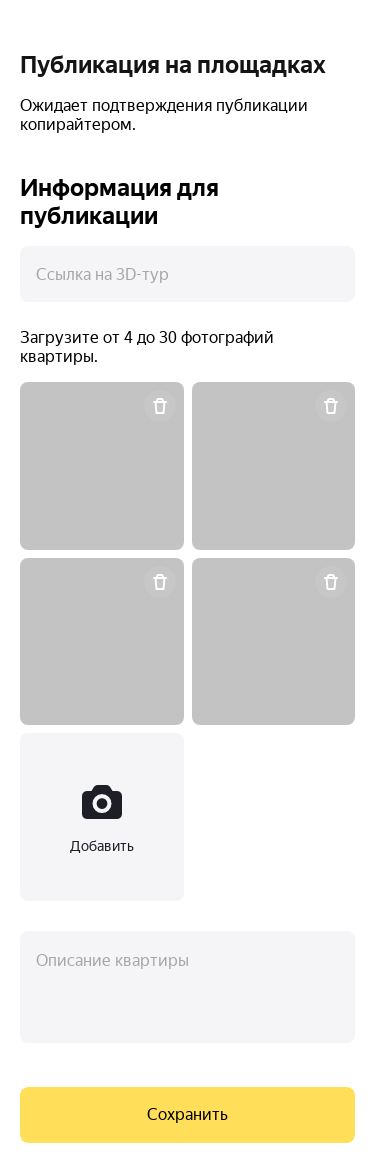 Публикация на площадках
Ожидает подтверждения публикации
копирайтером.
Информация для
публикации
Ссылка на 3D-тур
Загрузите от 4 до 30 фотографий
квартиры.
Добавить
Описание квартиры
Сохранить